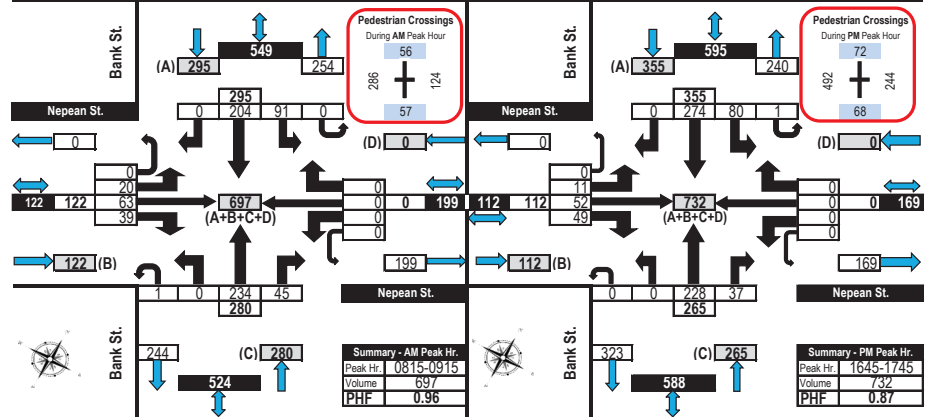 Bank St.
549
(A) 295
254
Pedestrian Crossings
During AM Peak Hour
56
286
124
57
295
0 204 91 0
Nepean St.
0
(D) 0
0
20
63
39
122 122
697
(A+B+C+D)
0
0
0
0
0 199
122 (B)
199
1 0 234 45
280
Nepean St.
Bank St.
244
(C) 280
524
Summary - AM Peak Hr.
Peak Hr. 0815-0915
Volume 697
PHF 0.96
Bank St.
595
(A) 355
240
Pedestrian Crossings
During PM Peak Hour
72
492
244
68
355
0 274 80 1
Nepean St.
0
(D) 0
0
11
52
49
112 112
732
(A+B+C+D)
0
0
0
0
0 169
112 (B)
169
0 0 228 37
265
Nepean St.
Bank St.
323
(C) 265
588
Summary - PM Peak Hr.
Peak Hr. 1645-1745
Volume 732
PHF 0.87